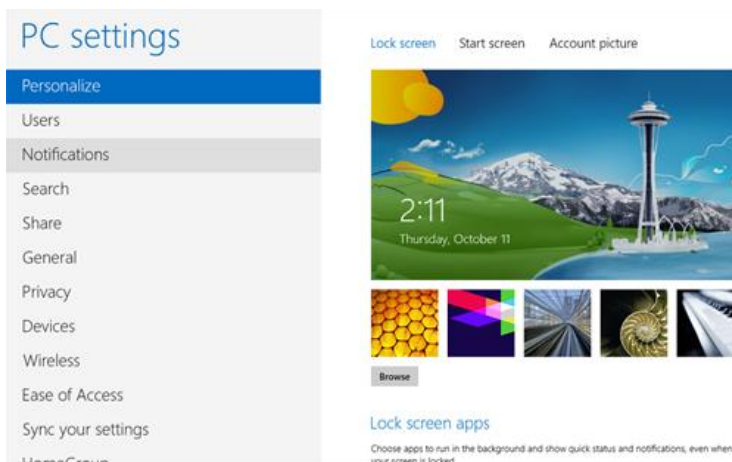 PC settings
Personalize
Users
Notifications
Search
Share
General
Privacy
Devices
Wireless
Ease of Access
Sync your settings
HomeGroup
Lock screen Start screen Account picture
2:11
Thursday, October 11
Browse
Lock screen apps
Choose apps to run in the background and show quick status and notifications, even when
your screen is locked